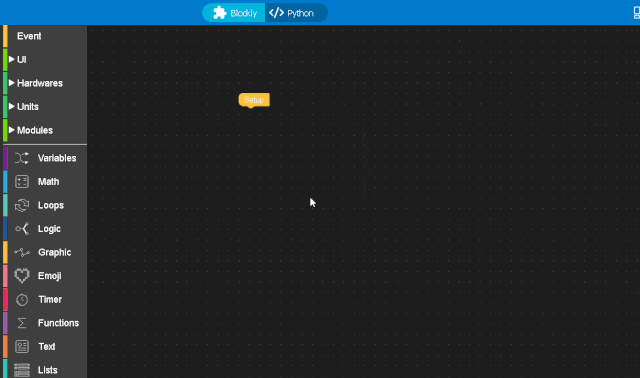 Blockly
Python
Event
UI
Hardwares
Units
Modules
Setup
Variables
Math
Loops
Logic
Graphic
Emoji
Timer
Functions
Text
Lists